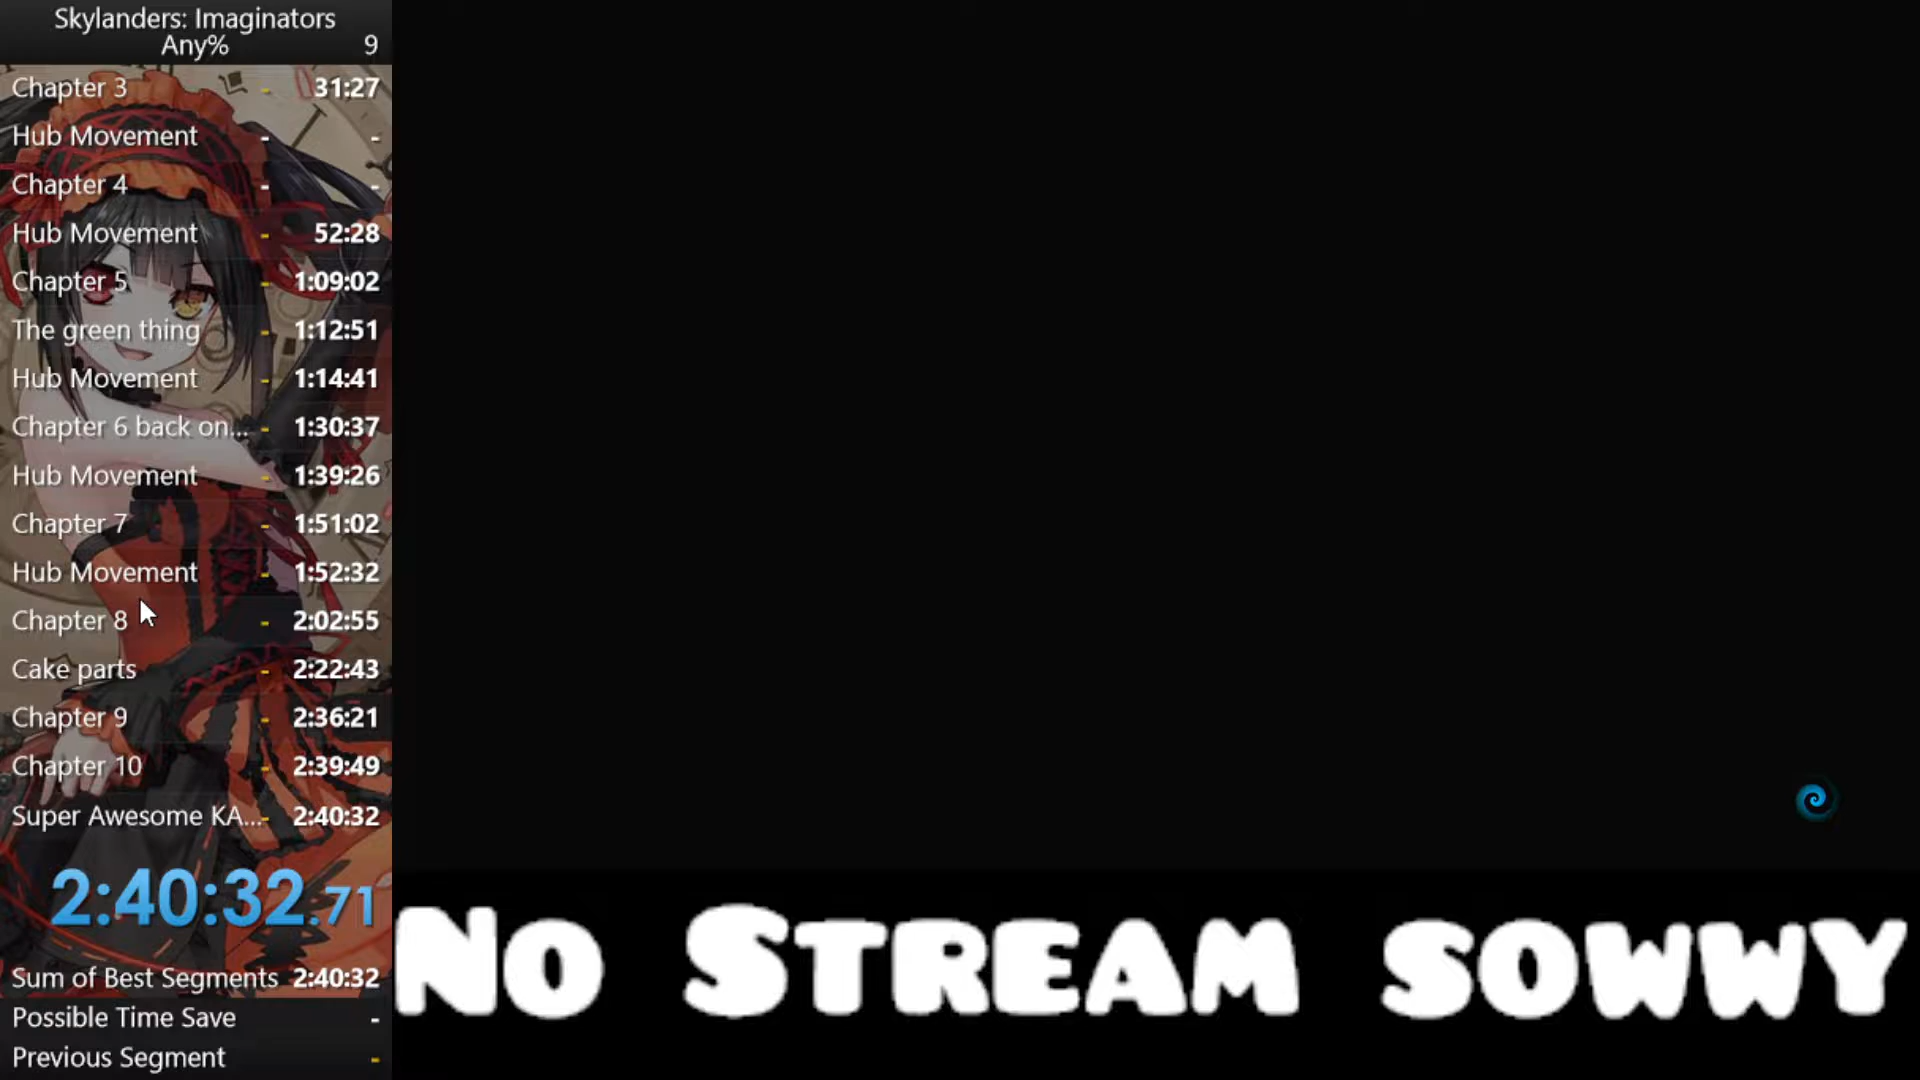 Skylanders: Imaginators
Any% 9
Chapter 3 - 31:27
Hub Movement - -
Chapter 4 - -
Hub Movement - 52:28
Chapter 5 - 1:09:02
The green thing - 1:12:51
Hub Movement - 1:14:41
Chapter 6 back on... - 1:30:37
Hub Movement - 1:39:26
Chapter 7 - 1:51:02
Hub Movement - 1:52:32
Chapter 8 - 2:02:55
Cake parts - 2:22:43
Chapter 9 - 2:36:21
Chapter 10 - 2:39:49
Super Awesome KA... - 2:40:32
2:40:32.71
Sum of Best Segments 2:40:32
Possible Time Save -
Previous Segment -
No Stream sowwy